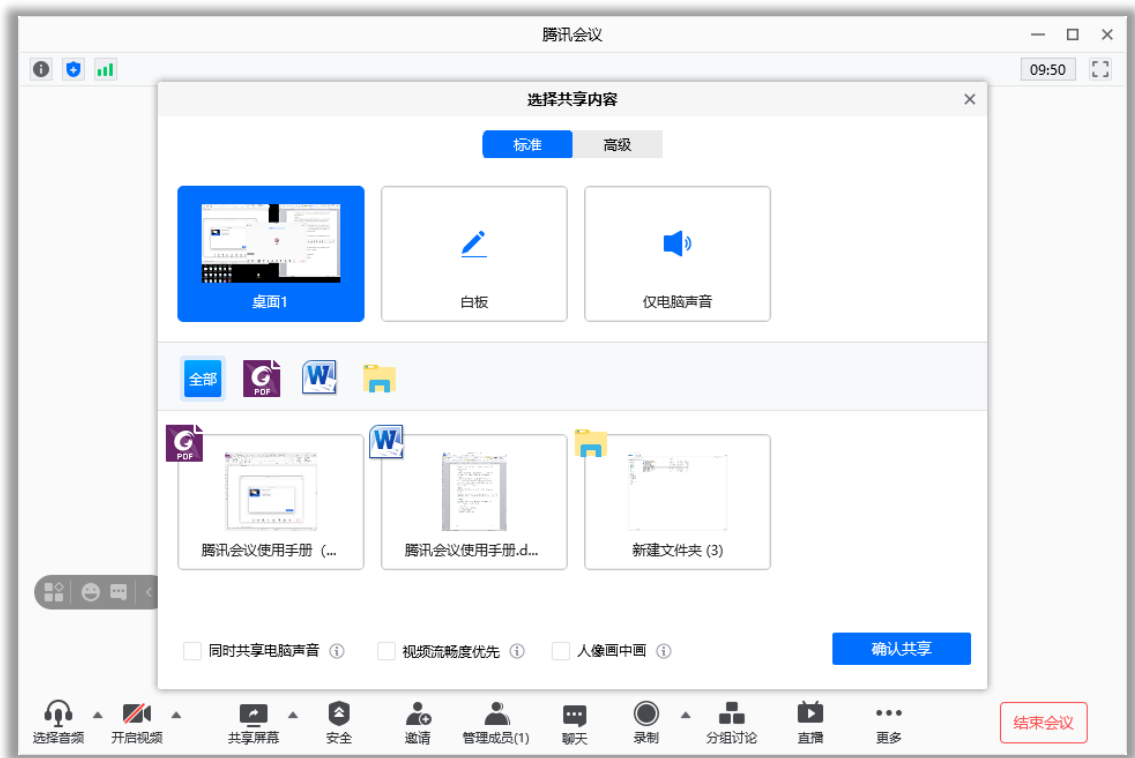 腾讯会议
09:50
选择共享内容
标准 高级
桌面1 白板 仅电脑声音
全部 PDF W
PDF W
腾讯会议使用手册 (... 腾讯会议使用手册.d... 新建文件夹 (3)
同时共享电脑声音 视频流畅度优先 人像画中画 确认共享
选择音频 开启视频 共享屏幕 安全 邀请 管理成员(1) 聊天 录制 分组讨论 直播 更多 结束会议